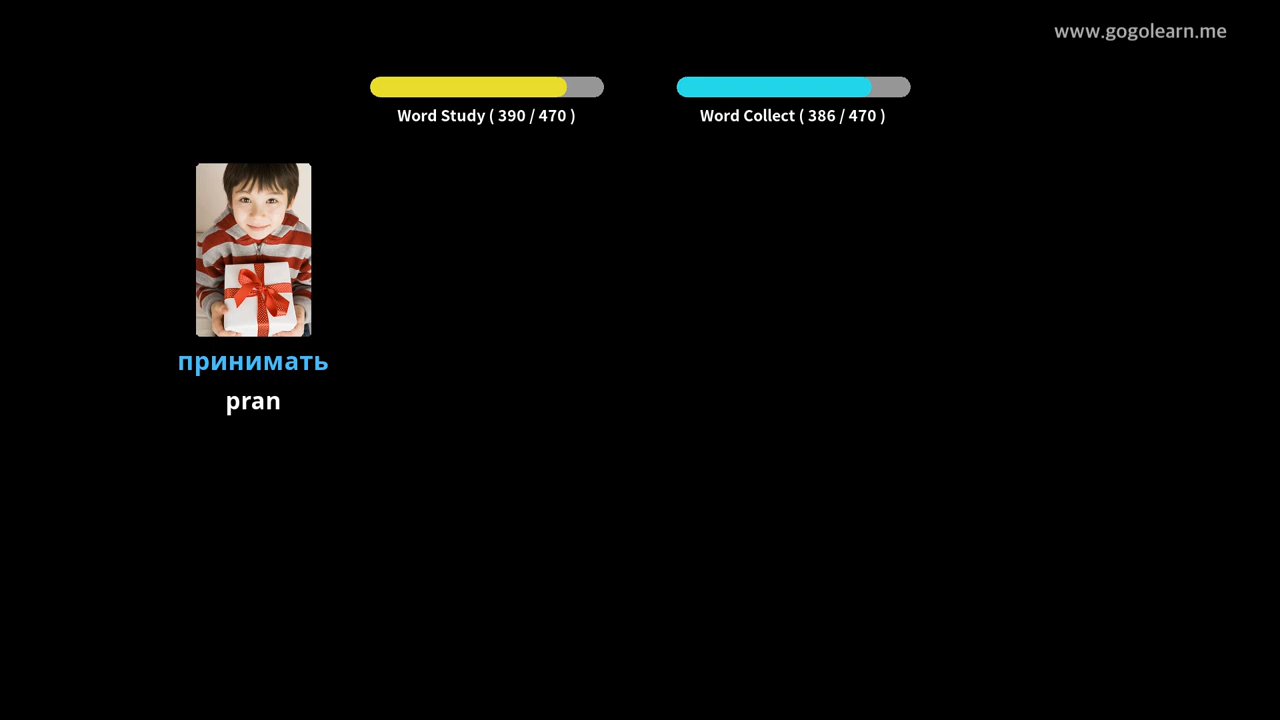 www.gogolearn.me
Word Study ( 390 / 470 )
Word Collect ( 386 / 470 )
принимать
pran